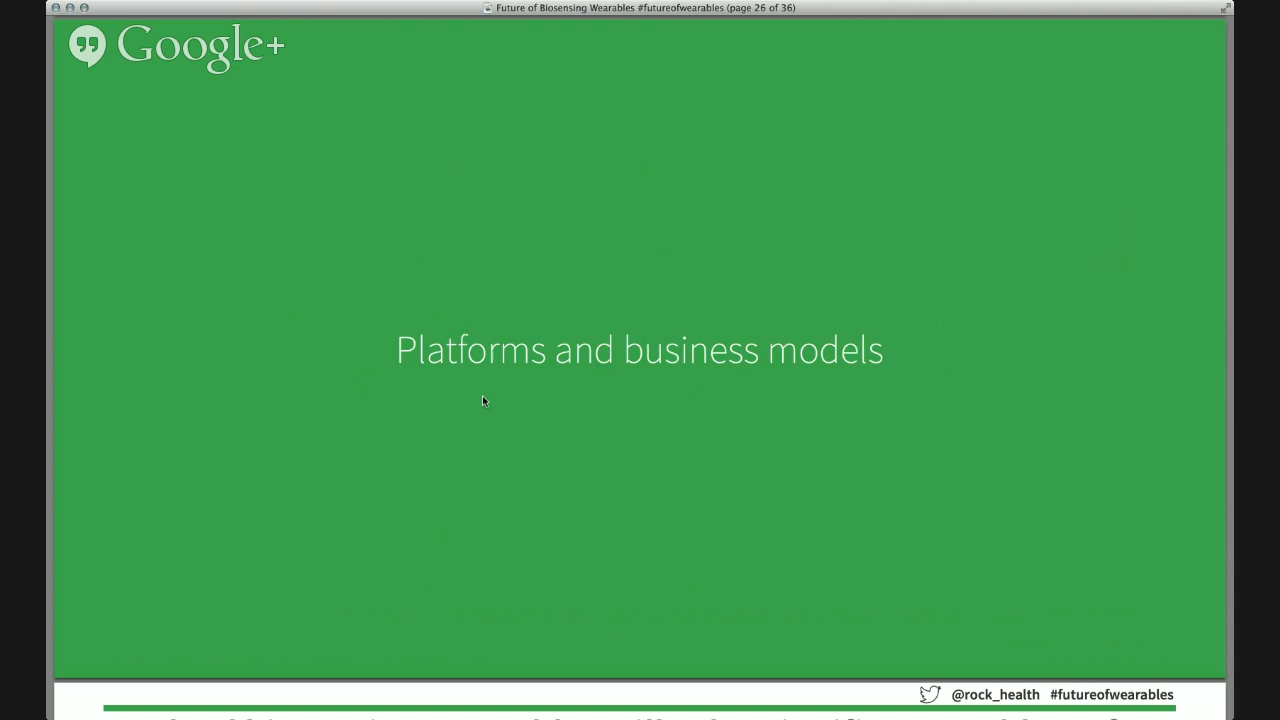 Future of Biosensing Wearables #futureofwearables (page 26 of 36)
Google+
Platforms and business models
@rock_health #futureofwearables